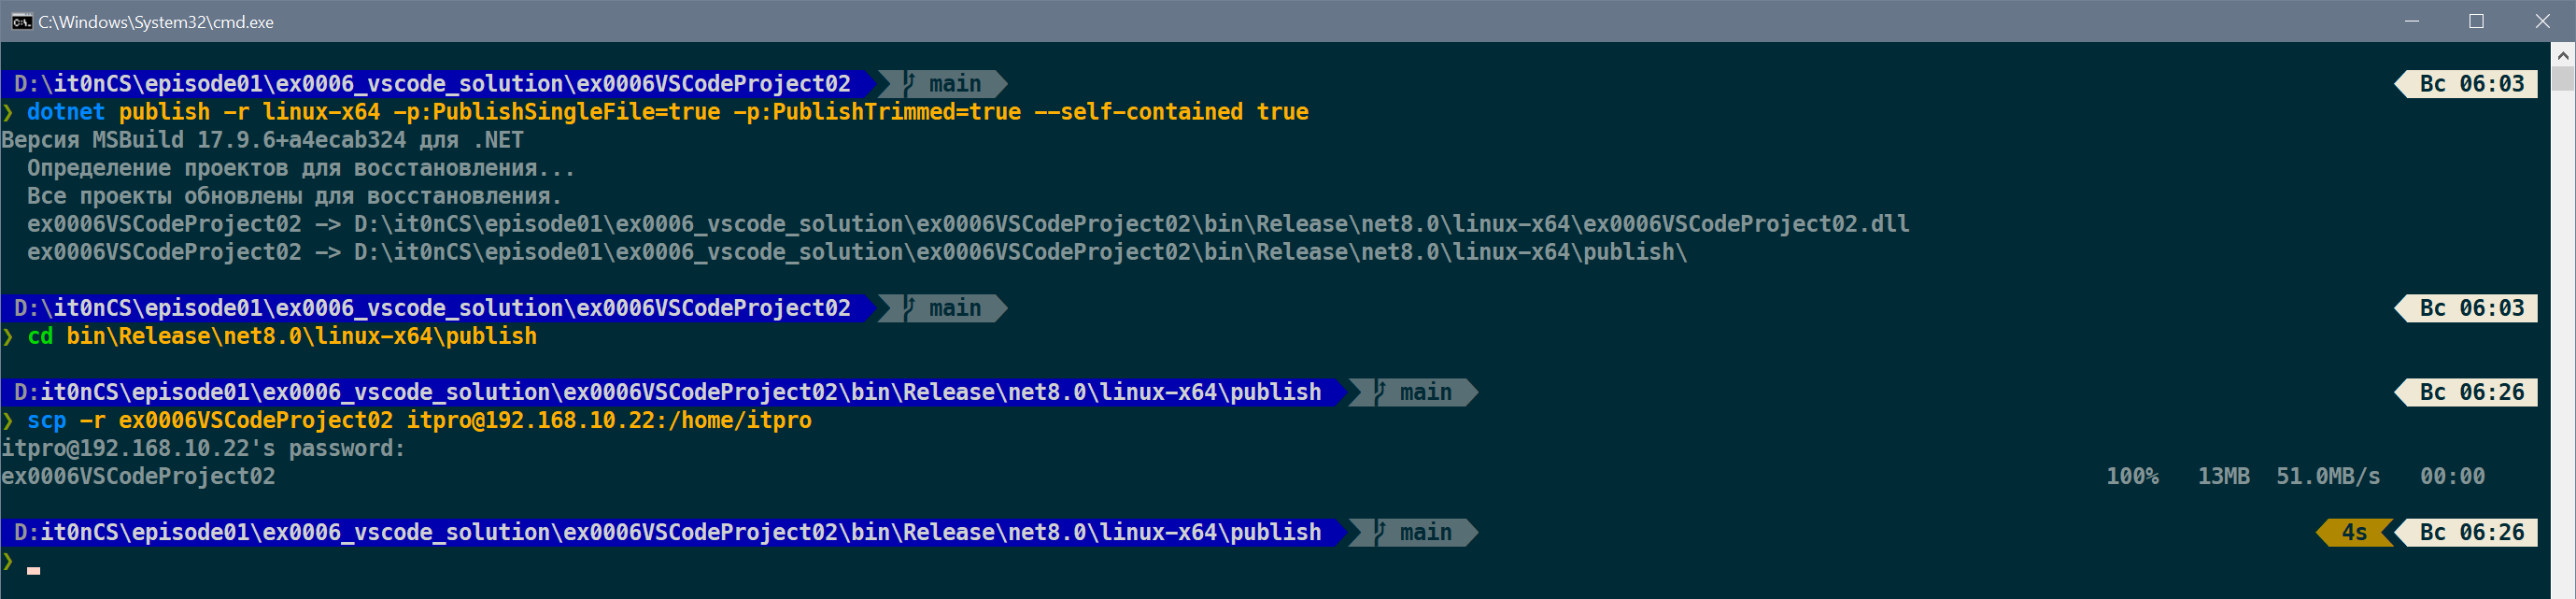 C:\Windows\System32\cmd.exe
D:\it0nCS\episode01\ex0006_vscode_solution\ex0006VSCodeProject02 main Вс 06:03
❯ dotnet publish -r linux-x64 -p:PublishSingleFile=true -p:PublishTrimmed=true --self-contained true
Версия MSBuild 17.9.6+a4ecab324 для .NET
Определение проектов для восстановления...
Все проекты обновлены для восстановления.
ex0006VSCodeProject02 -> D:\it0nCS\episode01\ex0006_vscode_solution\ex0006VSCodeProject02\bin\Release\net8.0\linux-x64\ex0006VSCodeProject02.dll
ex0006VSCodeProject02 -> D:\it0nCS\episode01\ex0006_vscode_solution\ex0006VSCodeProject02\bin\Release\net8.0\linux-x64\publish\
D:\it0nCS\episode01\ex0006_vscode_solution\ex0006VSCodeProject02 main Вс 06:03
❯ cd bin\Release\net8.0\linux-x64\publish
D:it0nCS\episode01\ex0006_vscode_solution\ex0006VSCodeProject02\bin\Release\net8.0\linux-x64\publish main Вс 06:26
❯ scp -r ex0006VSCodeProject02 itpro@192.168.10.22:/home/itpro
itpro@192.168.10.22's password:
ex0006VSCodeProject02 100% 13MB 51.0MB/s 00:00
D:it0nCS\episode01\ex0006_vscode_solution\ex0006VSCodeProject02\bin\Release\net8.0\linux-x64\publish main 4s Вс 06:26
❯